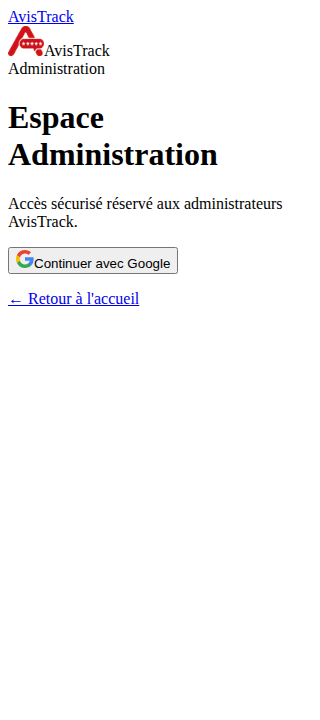 AvisTrack
AvisTrack
Administration
Espace
Administration
Accès sécurisé réservé aux administrateurs
AvisTrack.
Continuer avec Google
← Retour à l'accueil